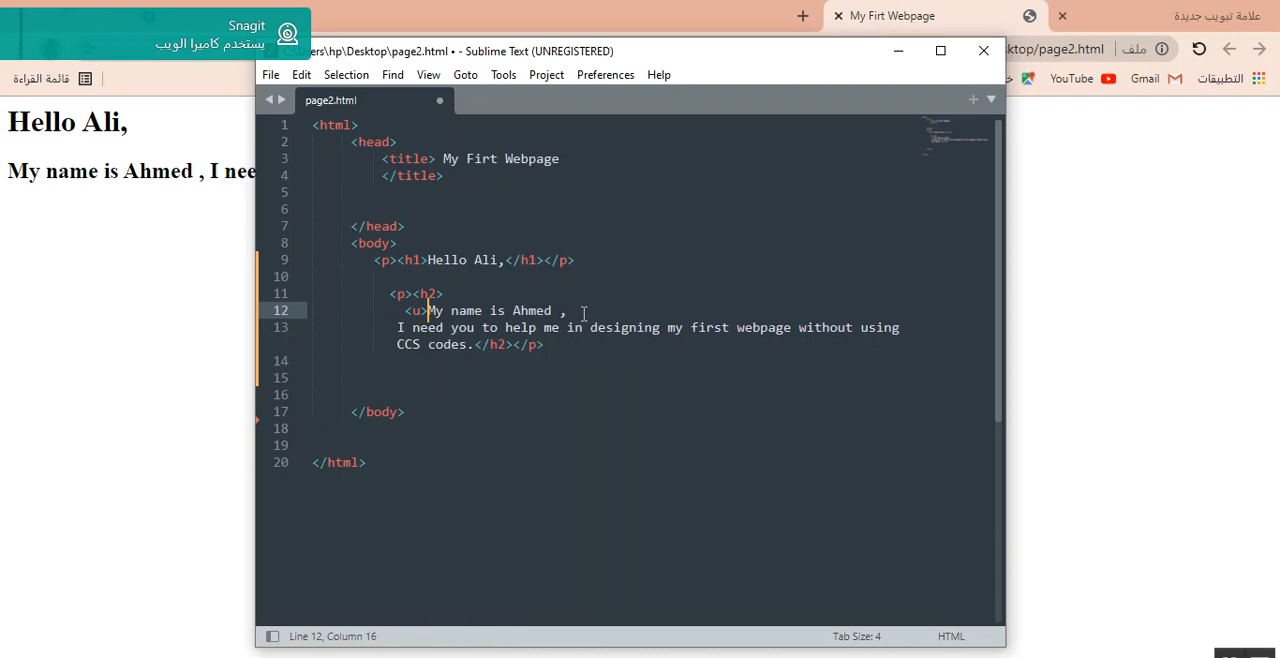 Snagit
يستخدم كاميرا الويب
My Firt Webpage
علامة تبويب جديدة
ktop/page2.html
ملف
قائمة القراءة
YouTube
Gmail
التطبيقات
Hello Ali,
My name is Ahmed , I nee
\Users\hp\Desktop\page2.html • - Sublime Text (UNREGISTERED)
File Edit Selection Find View Goto Tools Project Preferences Help
page2.html
1 <html>
2 <head>
3 <title> My Firt Webpage
4 </title>
5
6
7 </head>
8 <body>
9 <p><h1>Hello Ali,</h1></p>
10
11 <p><h2>
12 <u>My name is Ahmed ,
13 I need you to help me in designing my first webpage without using
CCS codes.</h2></p>
14
15
16
17 </body>
18
19
20 </html>
Line 12, Column 16
Tab Size: 4
HTML